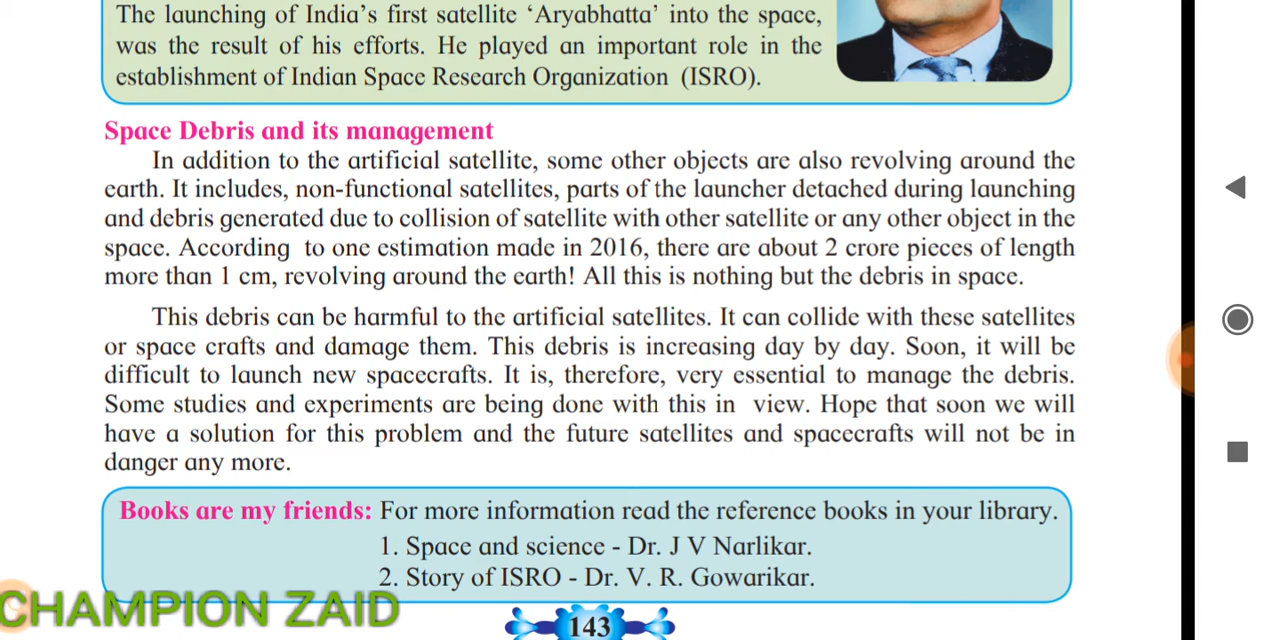 The launching of India’s first satellite ‘Aryabhatta’ into the space,
was the result of his efforts. He played an important role in the
establishment of Indian Space Research Organization (ISRO).
Space Debris and its management
In addition to the artificial satellite, some other objects are also revolving around the
earth. It includes, non-functional satellites, parts of the launcher detached during launching
and debris generated due to collision of satellite with other satellite or any other object in the
space. According to one estimation made in 2016, there are about 2 crore pieces of length
more than 1 cm, revolving around the earth! All this is nothing but the debris in space.
This debris can be harmful to the artificial satellites. It can collide with these satellites
or space crafts and damage them. This debris is increasing day by day. Soon, it will be
difficult to launch new spacecrafts. It is, therefore, very essential to manage the debris.
Some studies and experiments are being done with this in view. Hope that soon we will
have a solution for this problem and the future satellites and spacecrafts will not be in
danger any more.
Books are my friends: For more information read the reference books in your library.
1. Space and science - Dr. J V Narlikar.
2. Story of ISRO - Dr. V. R. Gowarikar.
CHAMPION ZAID
143